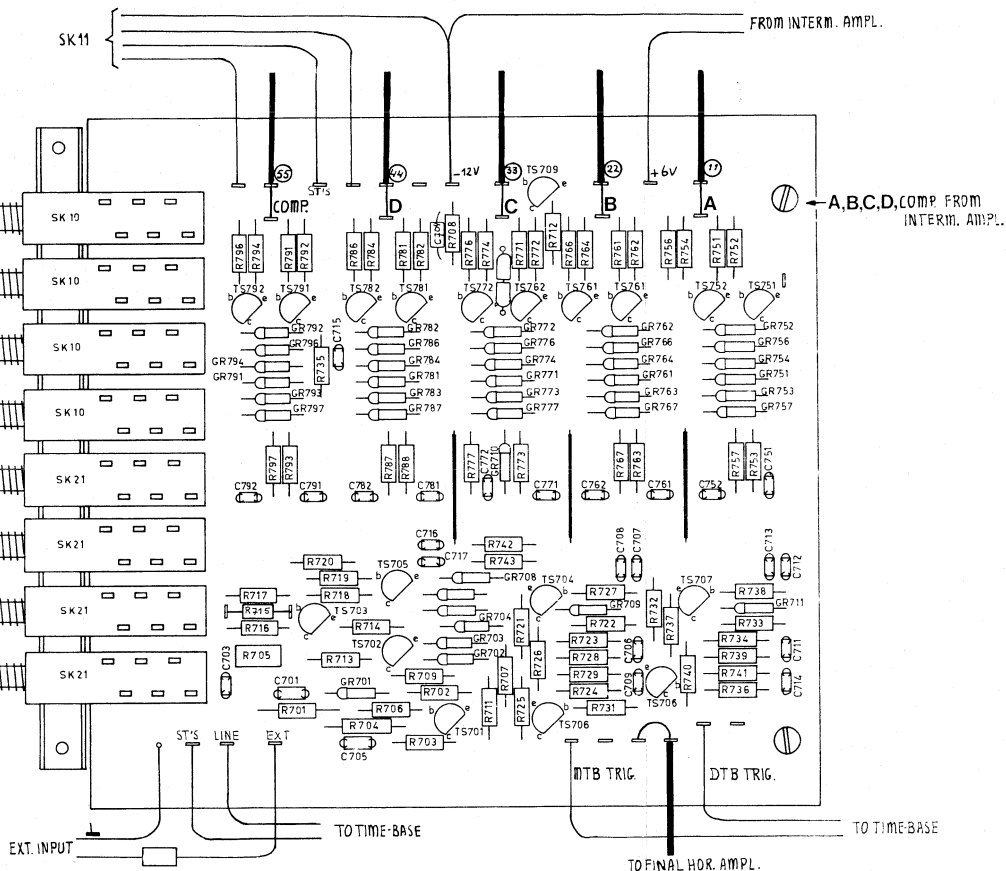 SK11
FROM INTERM. AMPL.
55
ST'S
44
-12V
33
TS709
22
+6V
11
COMP.
D
C
B
A
A,B,C,D, COMP. FROM
INTERM. AMPL.
SK10
SK10
SK10
SK10
SK21
SK21
SK21
SK21
R796 R794 R791 R792 R786 R784 R781 R782 R708 R776 R774 R771 R772 R712 R766 R764 R761 R762 R756 R754 R751 R752
TS792 TS791 TS782 TS781 TS772 TS762 TS761 TS761 TS752 TS751
b e b e b e b e b e b e b e b e b e b e
c c c c c c c c c c
GR792 GR782 GR772 GR762 GR752
GR796 R735 C715 GR786 GR776 GR766 GR756
GR794 GR784 GR774 GR764 GR754
GR791 GR781 GR771 GR761 GR751
GR793 GR783 GR773 GR763 GR753
GR797 GR787 GR777 GR767 GR757
R797 R793 R787 R788 R777 C772 GR710 R773 R767 R763 R757 R753 C751
C792 C791 C782 C781 C771 C762 C761 C752
C716
C717
R742
R743
C708 C707
C713 C712
R720
R719
R718
R717
R715
R716
R705
C703
TS705
b e
c
TS703
e b
c
R714
TS702
b e
c
R713
GR708
GR704
GR703
GR702
R709
R702
C701
R701
GR701
R706
R704
C705
R703
TS701
b e
c
R711
R707
R721
R726
R725
TS704
b e
c
R727
GR709
R722
R723
R728
R729
R724
R731
TS706
b e
c
C706
C709
R732
R737
TS707
b e
c
TS706
b e
c
R740
R738
GR711
R733
R734
R739
R741
R736
C711
C714
ST'S LINE EXT
MTB TRIG.
DTB TRIG.
EXT. INPUT
TO TIME-BASE
TO TIME-BASE
TO FINAL HOR. AMPL.